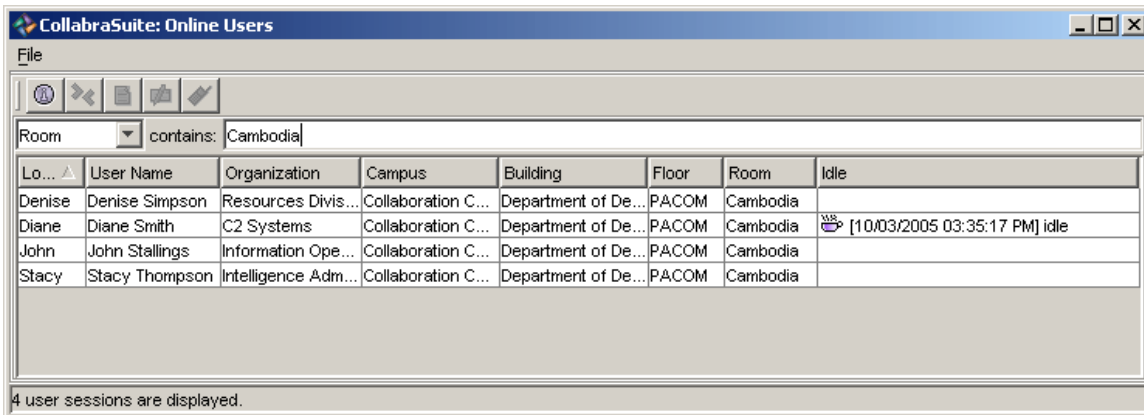 CollabraSuite: Online Users
File
Room contains: Cambodia
Lo... User Name Organization Campus Building Floor Room Idle
Denise Denise Simpson Resources Divis... Collaboration C... Department of De... PACOM Cambodia
Diane Diane Smith C2 Systems Collaboration C... Department of De... PACOM Cambodia [10/03/2005 03:35:17 PM] idle
John John Stallings Information Ope... Collaboration C... Department of De... PACOM Cambodia
Stacy Stacy Thompson Intelligence Adm... Collaboration C... Department of De... PACOM Cambodia
4 user sessions are displayed.